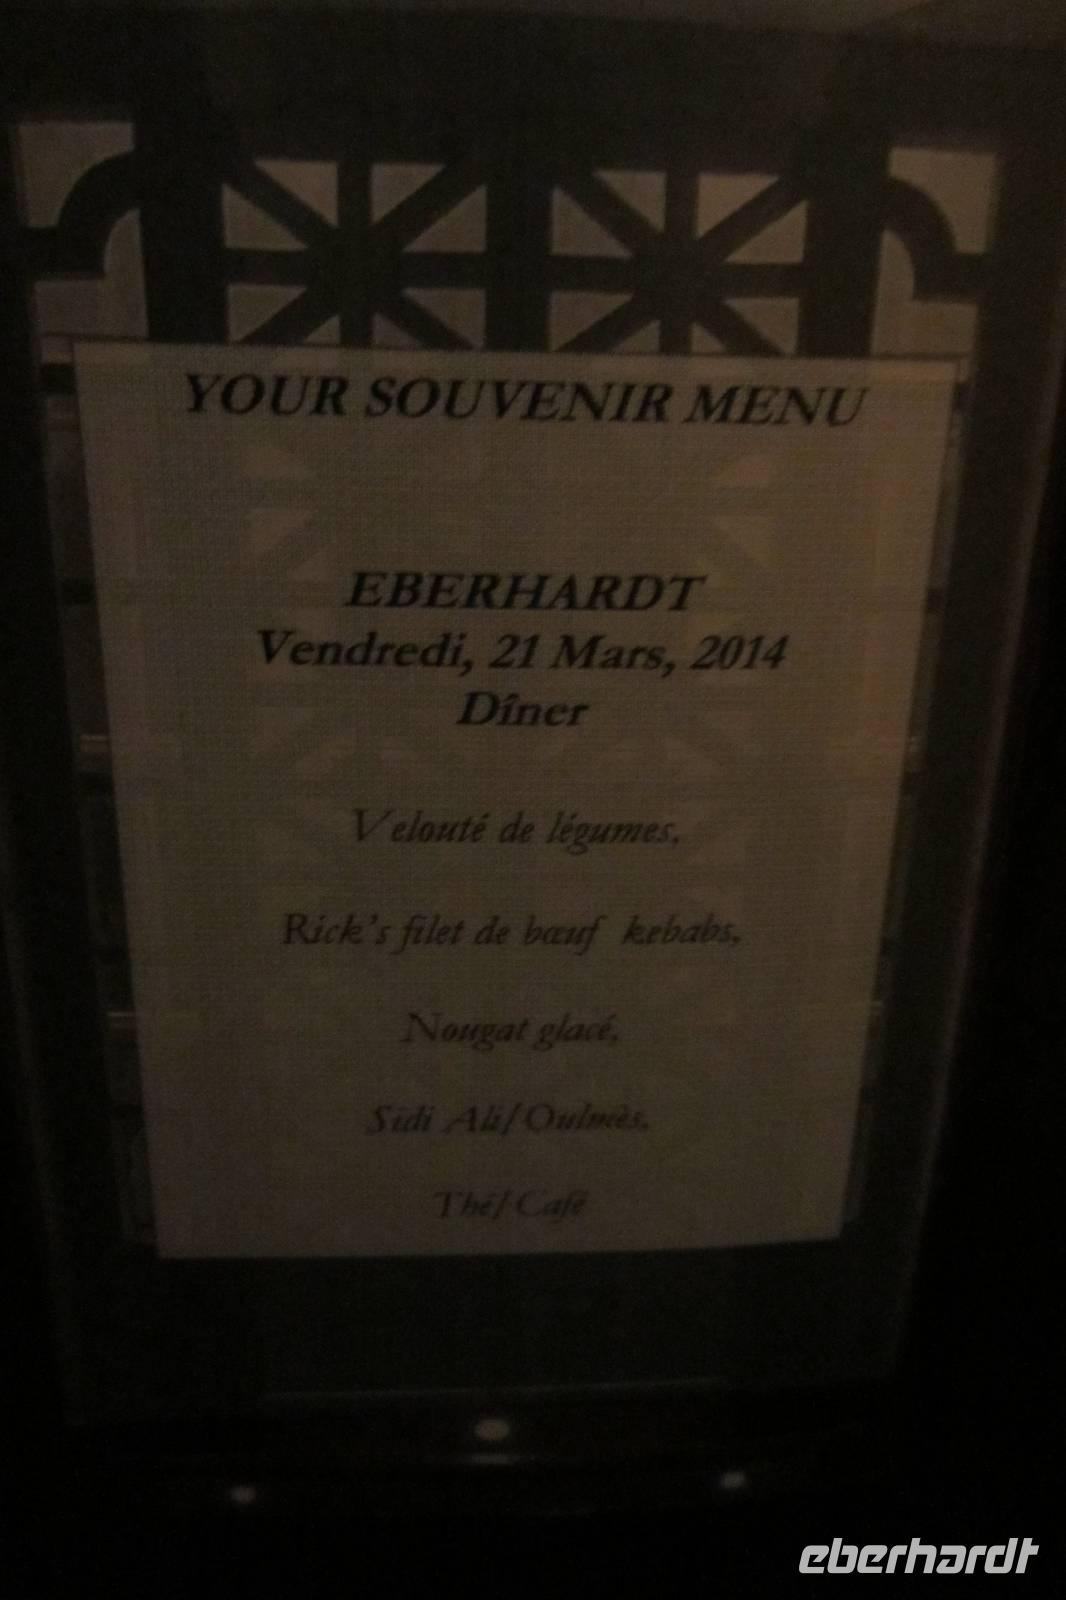 YOUR SOUVENIR MENU
EBERHARDT
Vendredi, 21 Mars, 2014
Dîner
Velouté de légumes,
Rick's filet de bœuf kebabs,
Nougat glacé,
Sidi Ali/Oulmès,
Thé/Café
eberhardt